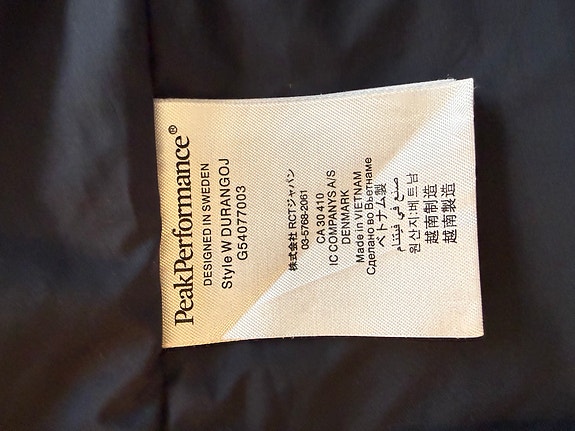 PeakPerformance®
DESIGNED IN SWEDEN
Style W DURANGOJ
G54077003
株式会社 RCTジャパン
03-5768-2061
CA 30 410
IC COMPANYS A/S
DENMARK
Made in VIETNAM
Сделано во Вьетнаме
ベトナム製
صنع في فيتنام
원산지:베트남
越南制造
越南製造